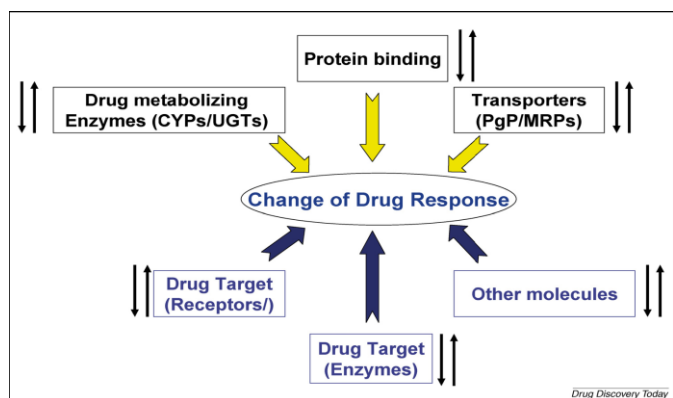 Protein binding
Drug metabolizing
Enzymes (CYPs/UGTs)
Transporters
(PgP/MRPs)
Change of Drug Response
Drug Target
(Receptors/)
Other molecules
Drug Target
(Enzymes)
Drug Discovery Today